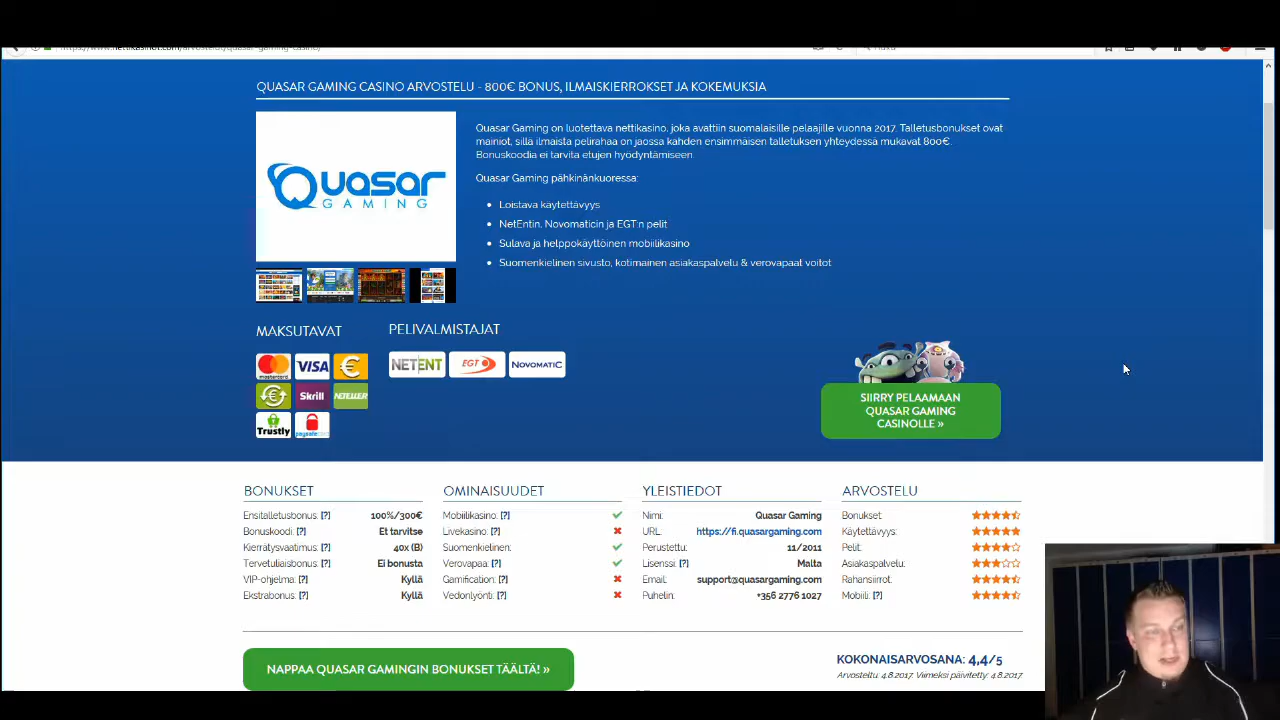 QUASAR GAMING CASINO ARVOSTELU - 800€ BONUS, ILMAISKIERROKSET JA KOKEMUKSIA
QUASAR
GAMING
Quasar Gaming on luotettava nettikasino, joka avattiin suomalaisille pelaajille vuonna 2017. Talletusbonukset ovat
mainiot, sillä ilmaista pelirahaa on jaossa kahden ensimmäisen talletuksen yhteydessä mukavat 800€.
Bonuskoodia ei tarvita etujen hyödyntämiseen.
Quasar Gaming pähkinänkuoressa:
Loistava käytettävyys
NetEntin, Novomaticin ja EGT:n pelit
Sulava ja helppokäyttöinen mobiilikasino
Suomenkielinen sivusto, kotimainen asiakaspalvelu & verovapaat voitot
MAKSUTAVAT
PELIVALMISTAJAT
mastercard VISA €
NETENT EGT NOVOMATIC
Skrill NETELLER
Trustly paysafecard
SIIRRY PELAAMAAN
QUASAR GAMING
CASINOLLE »
BONUKSET
Ensitalletusbonus: [?] 100%/300€
Bonuskoodi: [?] Et tarvitse
Kierrätysvaatimus: [?] 40x (B)
Tervetuliaisbonus: [?] Ei bonusta
VIP-ohjelma: [?] Kyllä
Ekstrabonus: [?] Kyllä
OMINAISUUDET
Mobiilikasino: [?]
Livekasino: [?]
Suomenkielinen:
Verovapaa: [?]
Gamification: [?]
Vedonlyönti: [?]
YLEISTIEDOT
Nimi: Quasar Gaming
URL: https://fi.quasargaming.com
Perustettu: 11/2011
Lisenssi: [?] Malta
Email: support@quasargaming.com
Puhelin: +356 2776 1027
ARVOSTELU
Bonukset:
Käytettävyys:
Pelit:
Asiakaspalvelu:
Rahansiirrot:
Mobiili: [?]
NAPPAA QUASAR GAMINGIN BONUKSET TÄÄLTÄ! »
KOKONAISARVOSANA: 4,4/5
Arvosteltu: 4.8.2017. Viimeksi päivitetty: 4.8.2017.